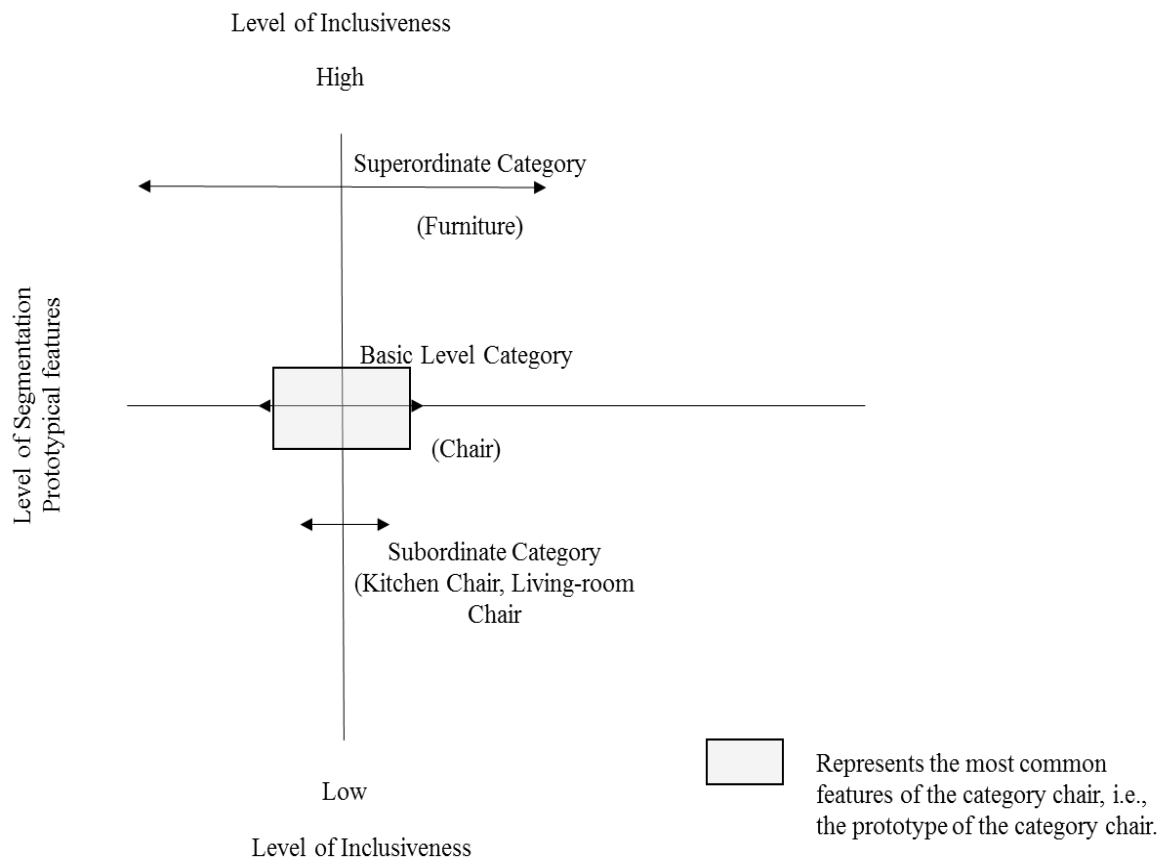 Level of Inclusiveness
High
Superordinate Category
(Furniture)
Level of Segmentation
Prototypical features
Basic Level Category
(Chair)
Subordinate Category
(Kitchen Chair, Living-room
Chair
Low
Level of Inclusiveness
Represents the most common
features of the category chair, i.e.,
the prototype of the category chair.